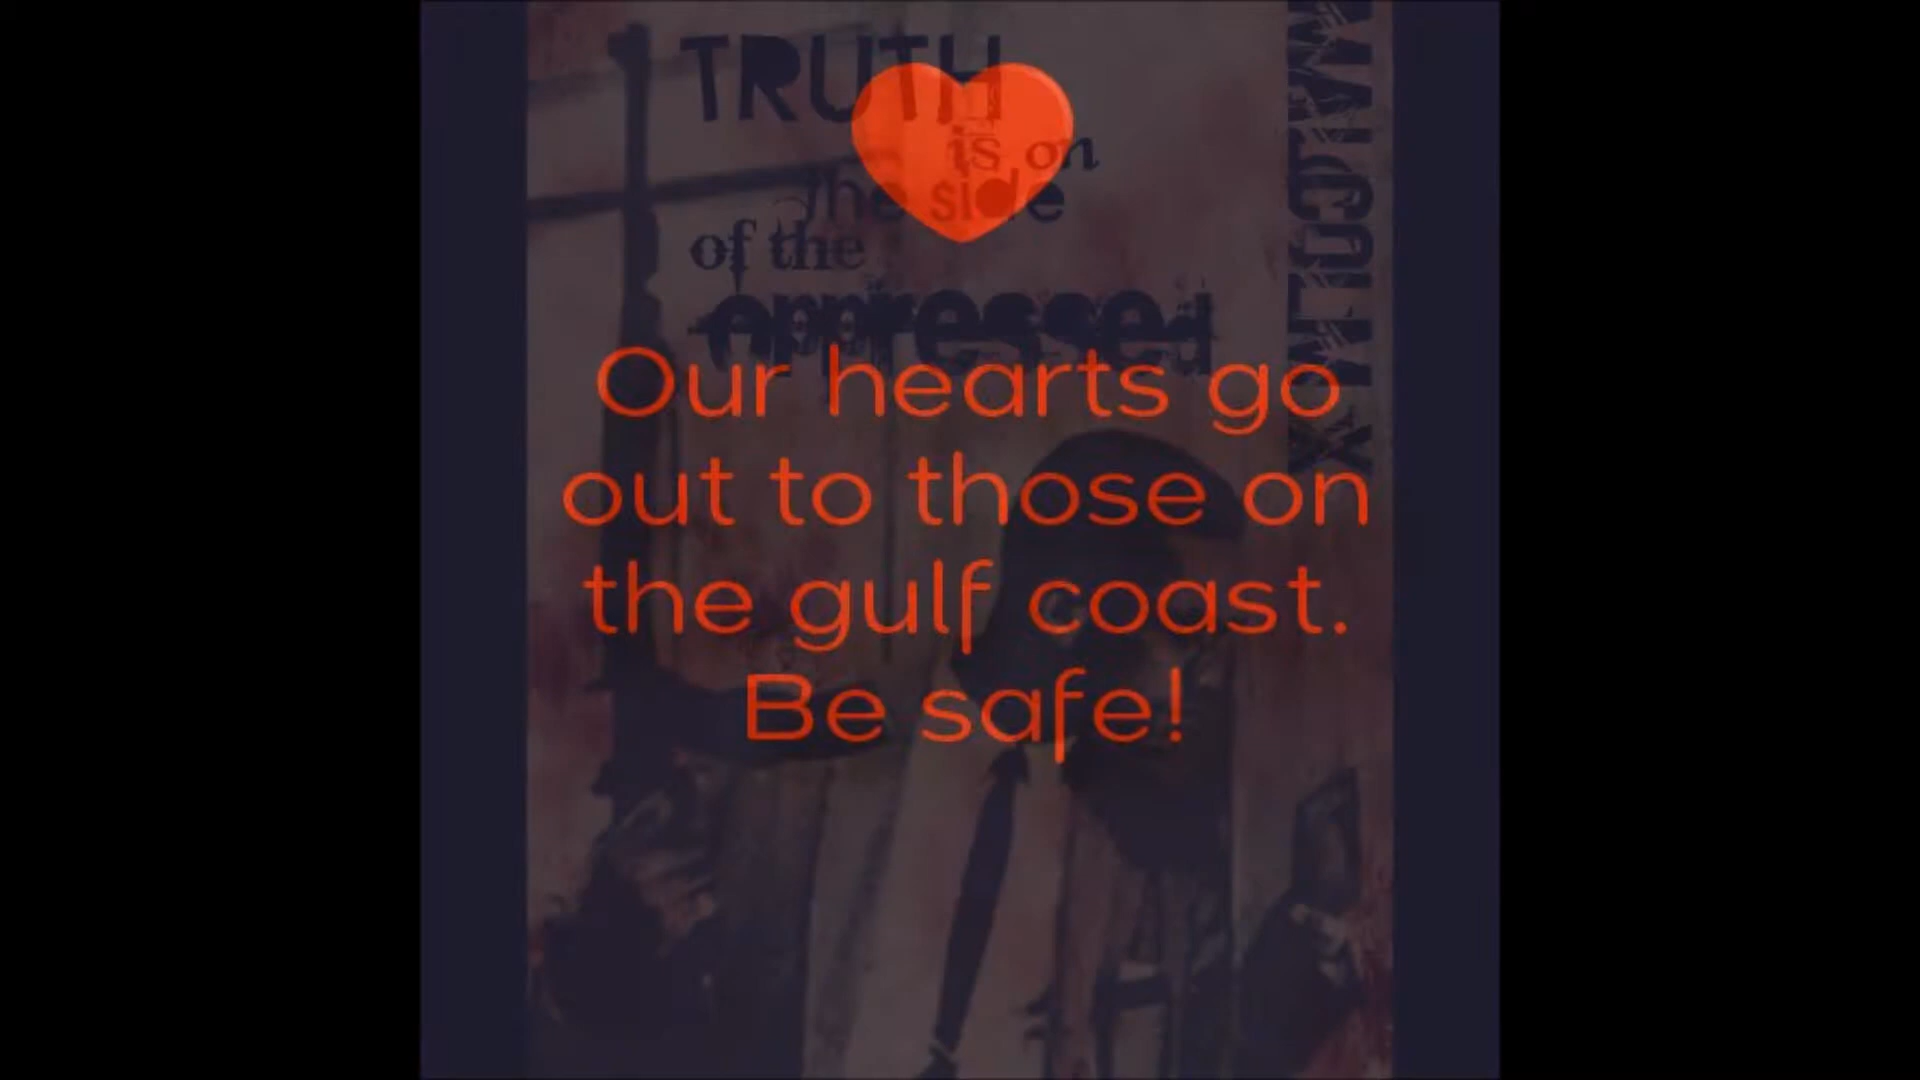 TRUTH
is on
the side
of the
oppressed
MALCOLM X
Our hearts go
out to those on
the gulf coast.
Be safe!